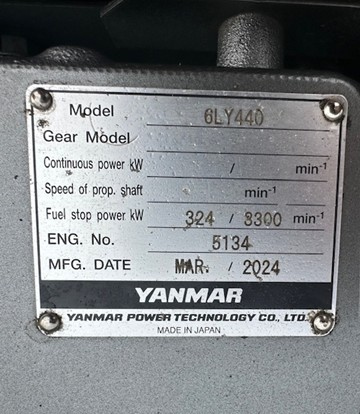 Model 6LY440
Gear Model
Continuous power kW / min⁻¹
Speed of prop. shaft min⁻¹
Fuel stop power kW 324 / 3300 min⁻¹
ENG. No. 5134
MFG. DATE MAR. / 2024
YANMAR
YANMAR POWER TECHNOLOGY CO., LTD.
MADE IN JAPAN